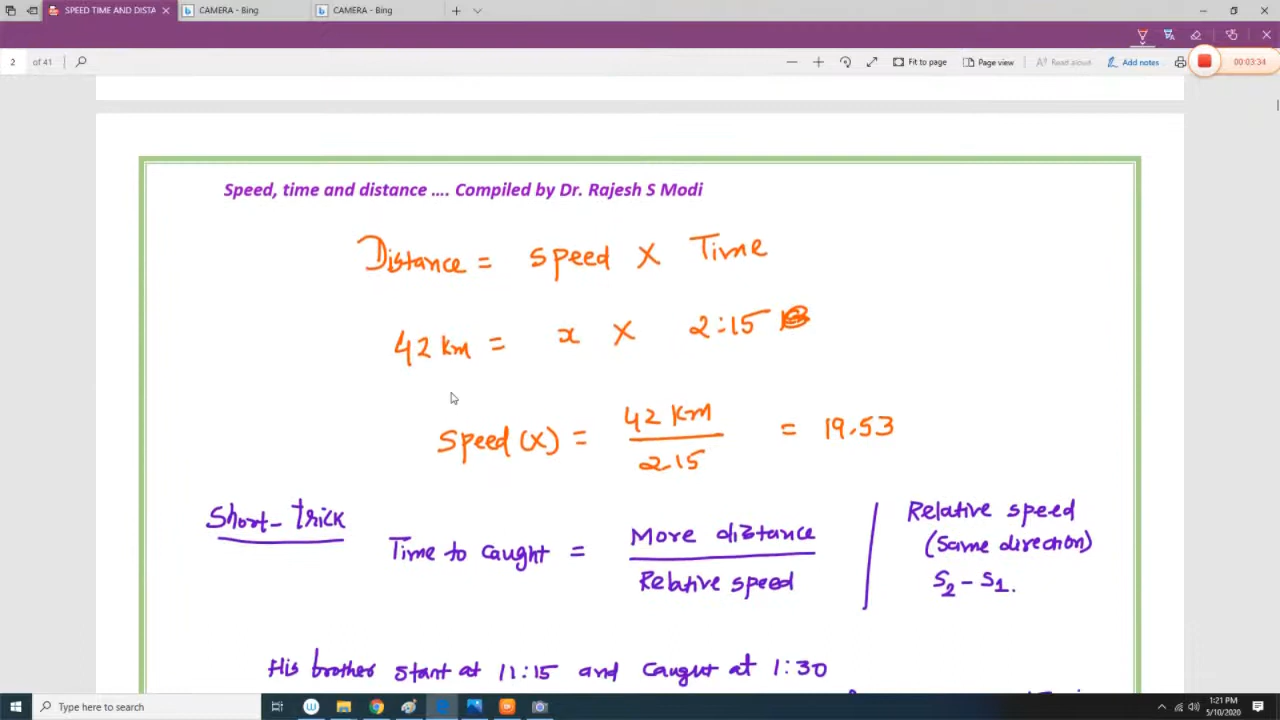 SPEED TIME AND DISTA
CAMERA - Bing
CAMERA - Bing
2 of 41
Fit to page
Page view
Read aloud
Add notes
00:03:34
Speed, time and distance .... Compiled by Dr. Rajesh S Modi
Distance = Speed X Time
42 km = x X 2:15
Speed (x) = 42 km / 2.15 = 19.53
Short-trick
Time to caught = More distance / Relative speed
Relative speed
(Same direction)
S2 - S1.
His brother start at 11:15 and caught at 1:30
Type here to search
1:21 PM
5/10/2020